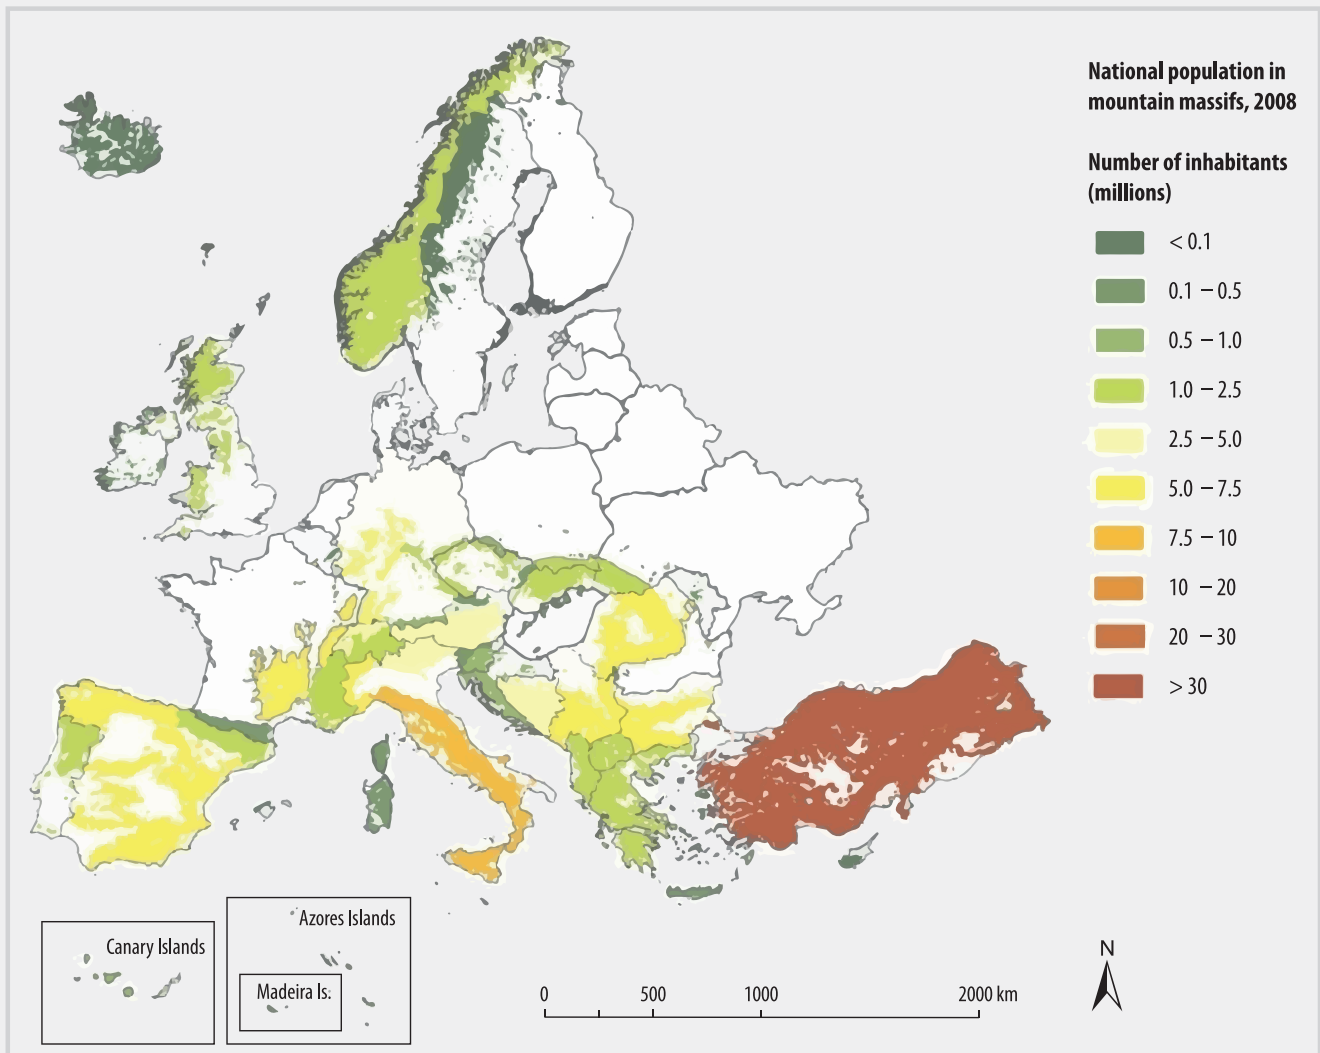 National population in
mountain massifs, 2008
Number of inhabitants
(millions)
< 0.1
0.1 – 0.5
0.5 – 1.0
1.0 – 2.5
2.5 – 5.0
5.0 – 7.5
7.5 – 10
10 – 20
20 – 30
> 30
Canary Islands
Azores Islands
Madeira Is.
0 500 1000 2000 km
N